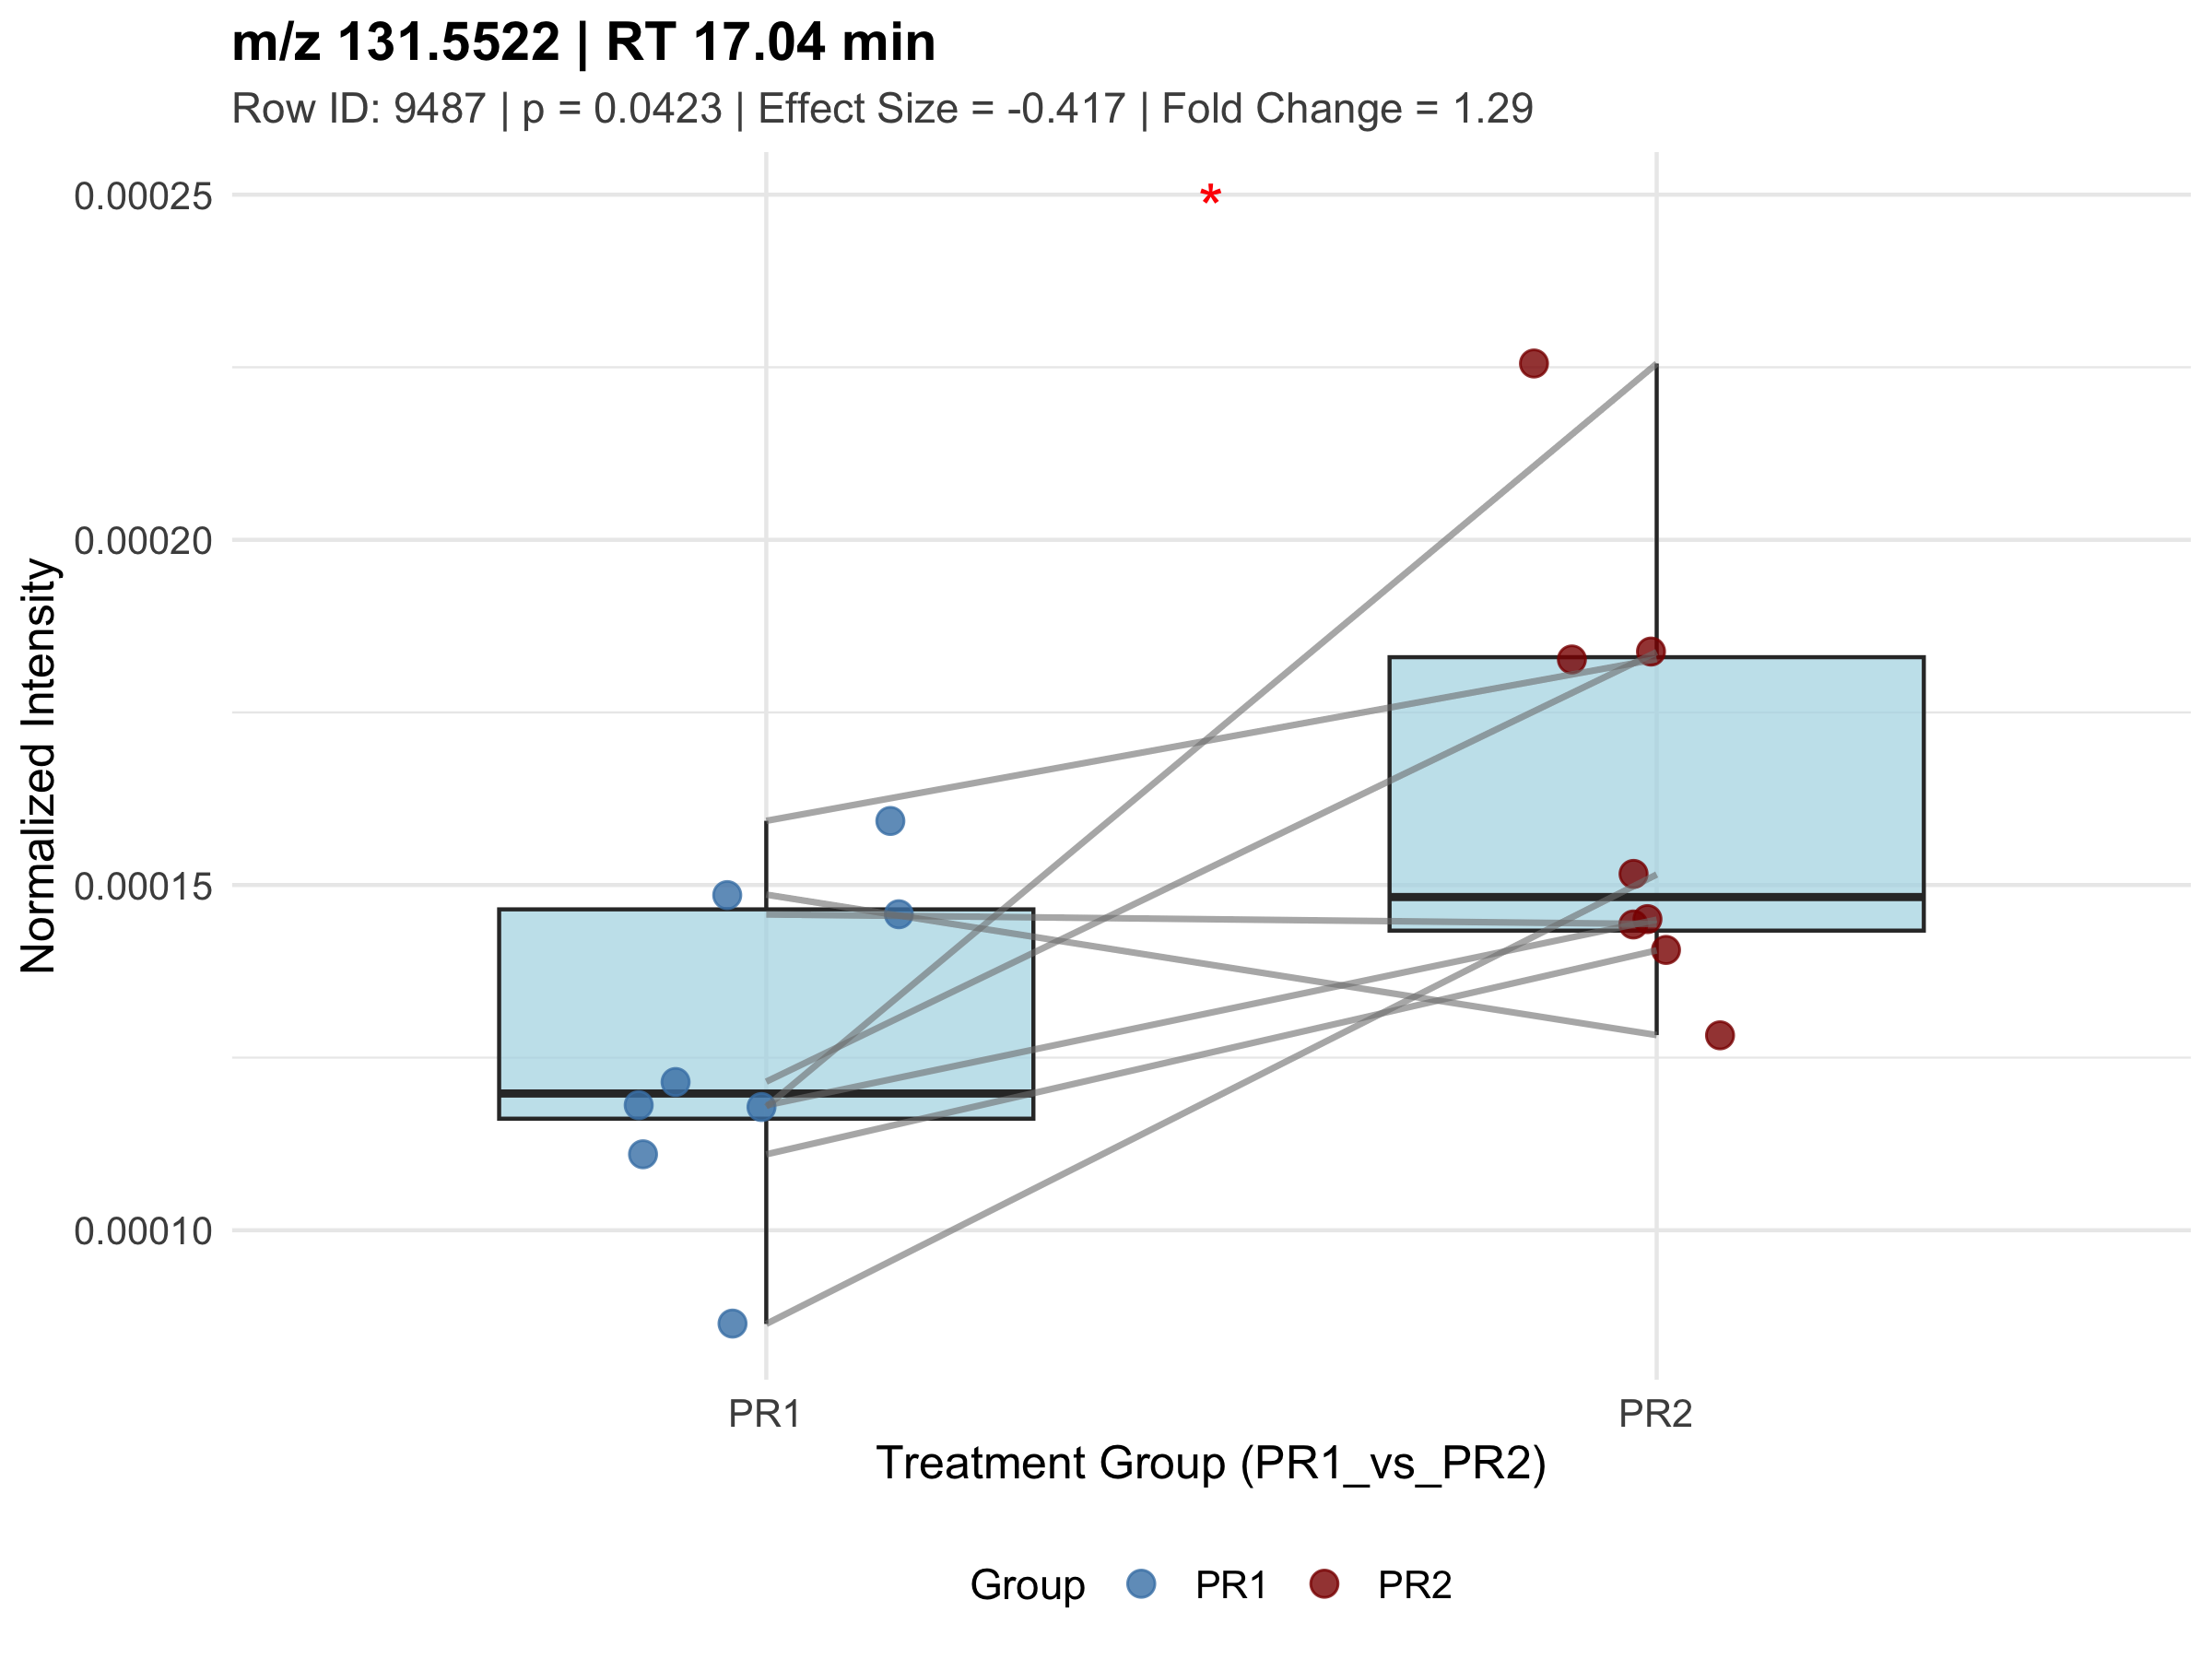 m/z 131.5522 | RT 17.04 min
Row ID: 9487 | p = 0.0423 | Effect Size = -0.417 | Fold Change = 1.29
*
0.00025
0.00020
0.00015
0.00010
Normalized Intensity
PR1
PR2
Treatment Group (PR1_vs_PR2)
Group PR1 PR2